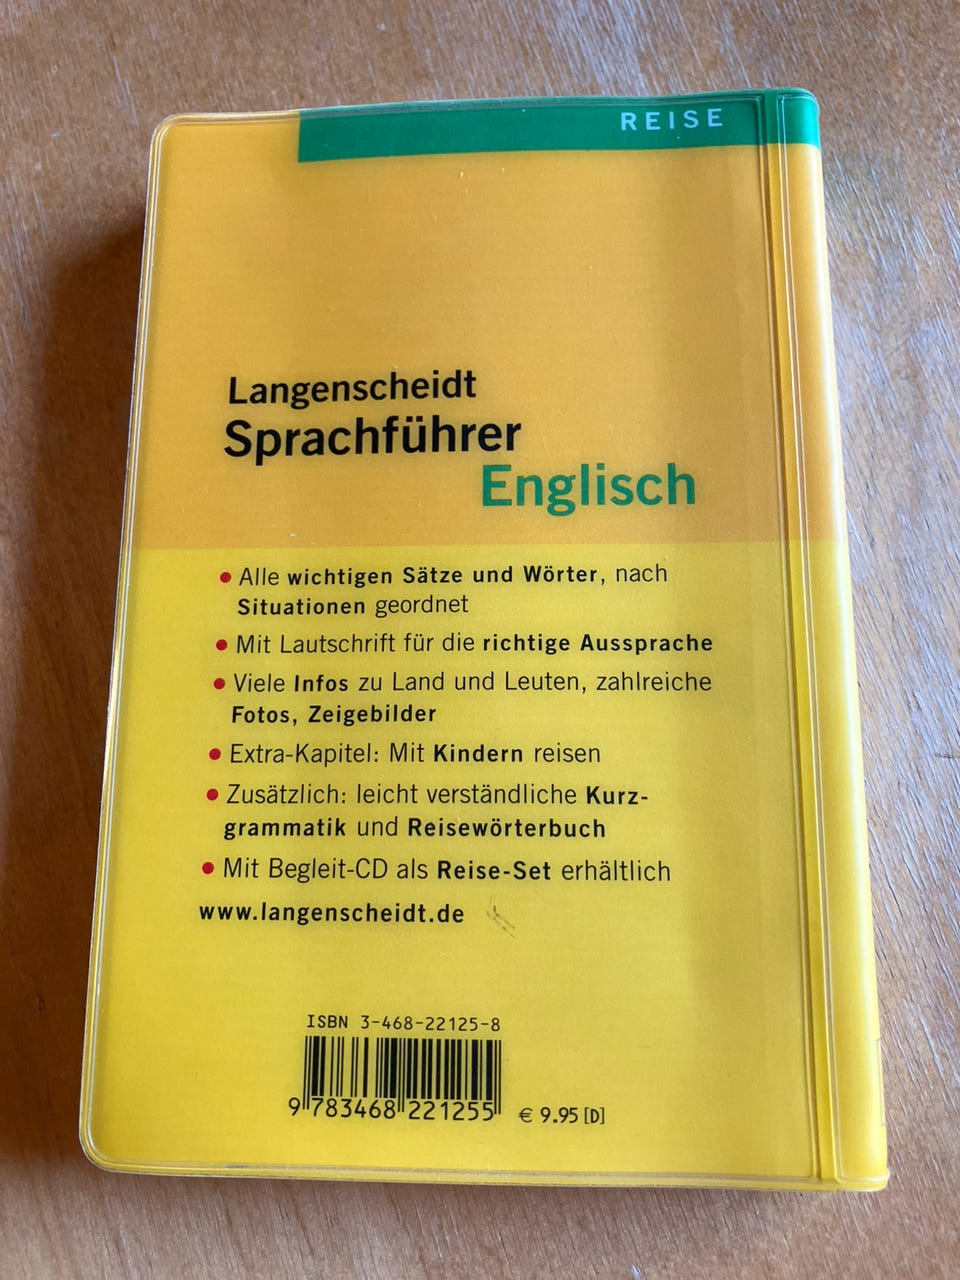 REISE
Langenscheidt
Sprachführer
Englisch
• Alle wichtigen Sätze und Wörter, nach
Situationen geordnet
• Mit Lautschrift für die richtige Aussprache
• Viele Infos zu Land und Leuten, zahlreiche
Fotos, Zeigebilder
• Extra-Kapitel: Mit Kindern reisen
• Zusätzlich: leicht verständliche Kurz-
grammatik und Reisewörterbuch
• Mit Begleit-CD als Reise-Set erhältlich
www.langenscheidt.de
ISBN 3-468-22125-8
9 783468 221255
€ 9.95 [D]